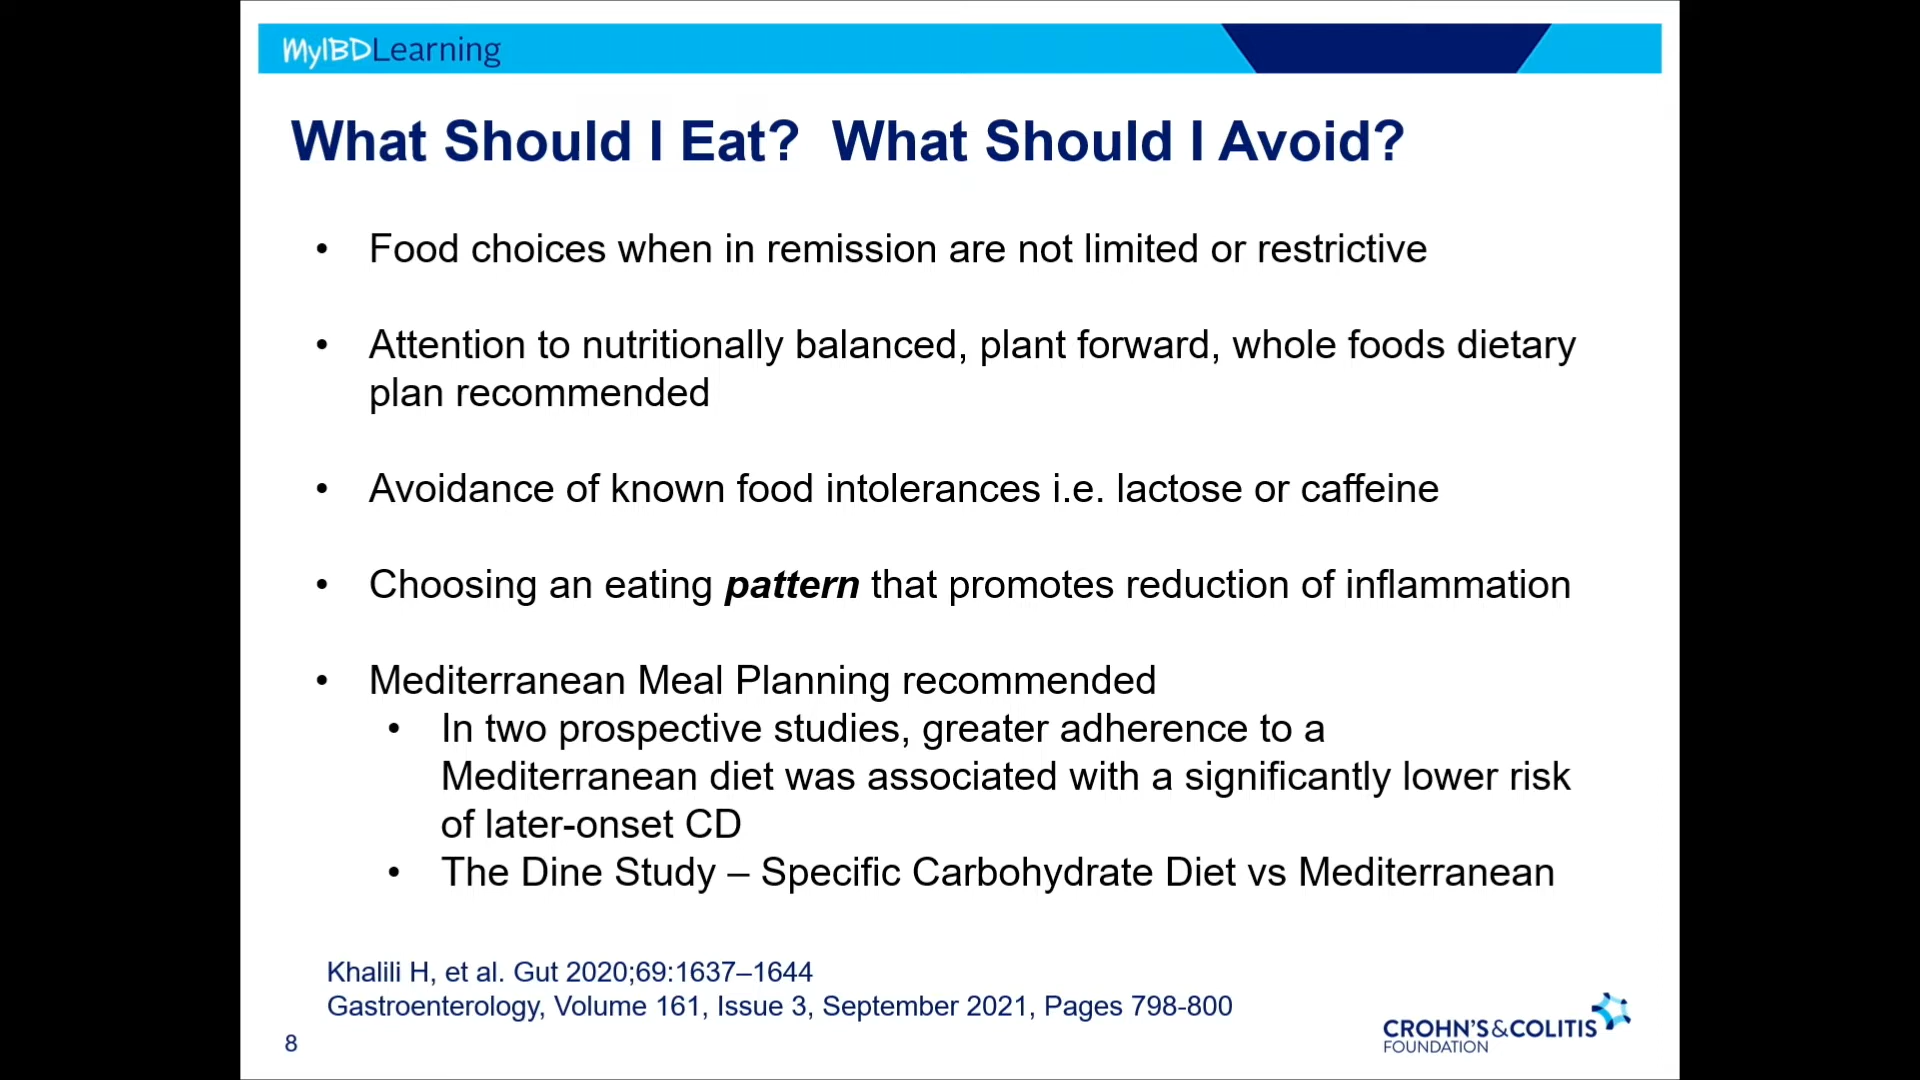 MyIBDLearning
What Should I Eat?  What Should I Avoid?
• Food choices when in remission are not limited or restrictive
• Attention to nutritionally balanced, plant forward, whole foods dietary
plan recommended
• Avoidance of known food intolerances i.e. lactose or caffeine
• Choosing an eating pattern that promotes reduction of inflammation
• Mediterranean Meal Planning recommended
• In two prospective studies, greater adherence to a
Mediterranean diet was associated with a significantly lower risk
of later-onset CD
• The Dine Study – Specific Carbohydrate Diet vs Mediterranean
Khalili H, et al. Gut 2020;69:1637–1644
Gastroenterology, Volume 161, Issue 3, September 2021, Pages 798-800
8
CROHN'S&COLITIS
FOUNDATION